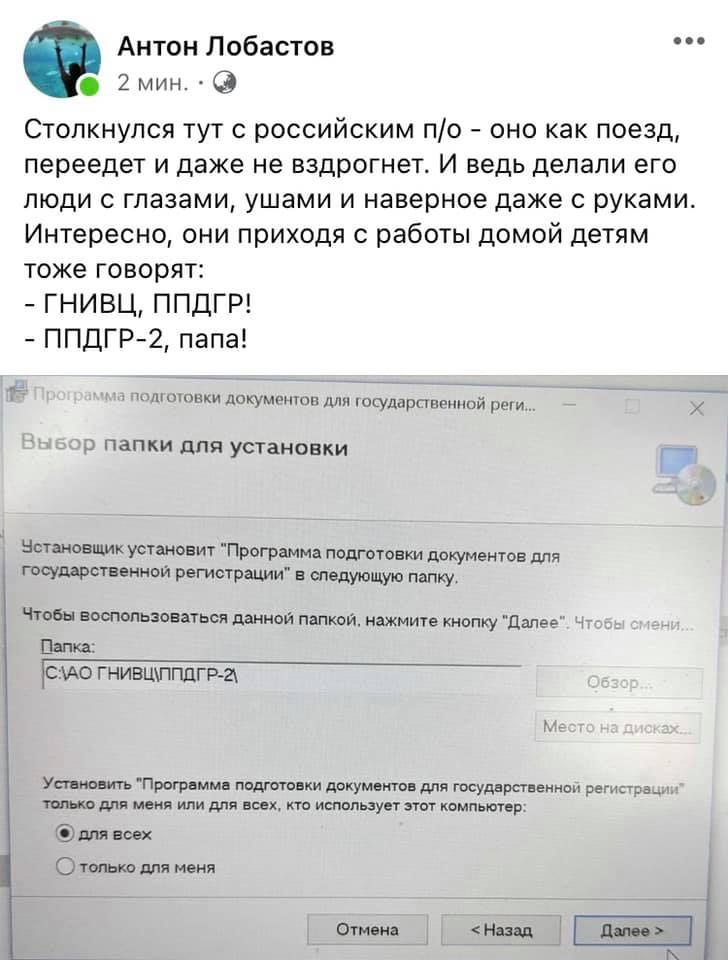 Антон Лобастов
2 мин.
Столкнулся тут с российским п/о - оно как поезд,
переедет и даже не вздрогнет. И ведь делали его
люди с глазами, ушами и наверное даже с руками.
Интересно, они приходя с работы домой детям
тоже говорят:
- ГНИВЦ, ППДГР!
- ППДГР-2, папа!
Программа подготовки документов для государственной реги...
Выбор папки для установки
Установщик установит "Программа подготовки документов для
государственной регистрации" в следующую папку.
Чтобы воспользоваться данной папкой, нажмите кнопку "Далее". Чтобы смени...
Папка:
C:\АО ГНИВЦ\ППДГР-2\
Обзор...
Место на дисках...
Установить "Программа подготовки документов для государственной регистрации"
только для меня или для всех, кто использует этот компьютер:
для всех
только для меня
Отмена
< Назад
Далее >